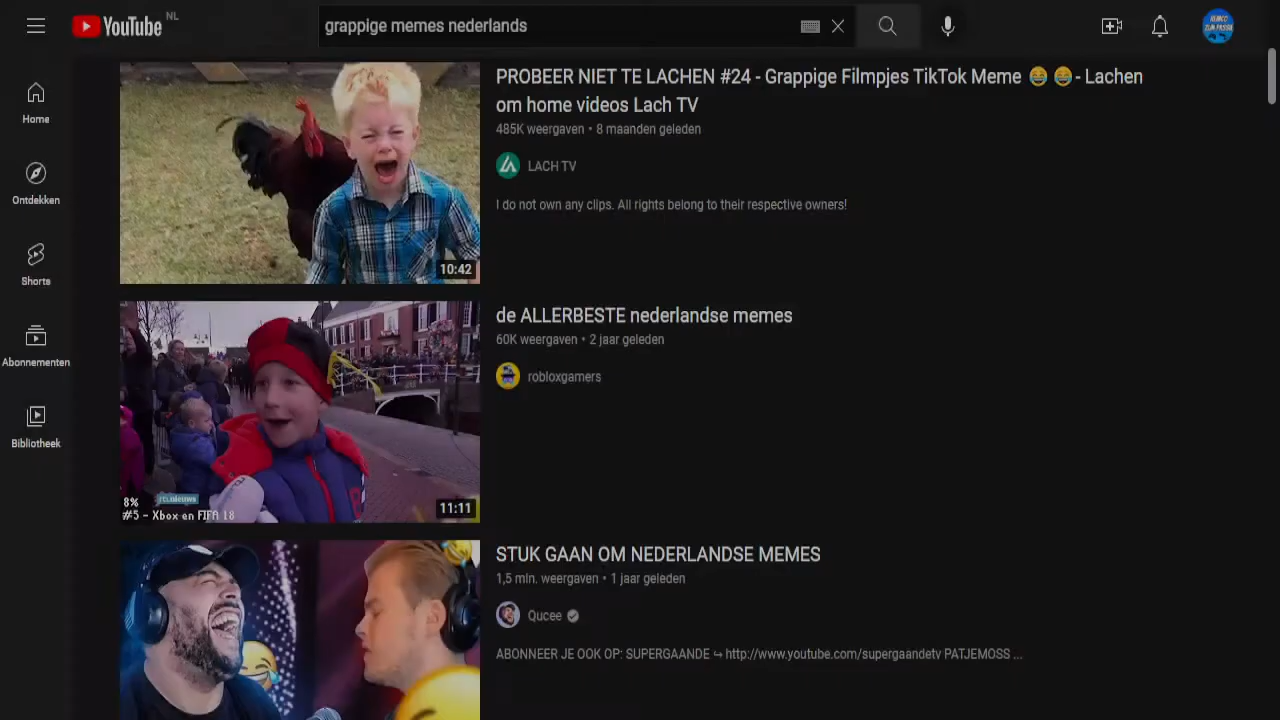 YouTube NL
grappige memes nederlands
Home
Ontdekken
Shorts
Abonnementen
Bibliotheek
10:42
PROBEER NIET TE LACHEN #24 - Grappige Filmpjes TikTok Meme 😂 😂 - Lachen
om home videos Lach TV
485K weergaven • 8 maanden geleden
LACH TV
I do not own any clips. All rights belong to their respective owners!
8%
rtl nieuws
#5 - Xbox en FIFA 18
11:11
de ALLERBESTE nederlandse memes
60K weergaven • 2 jaar geleden
robloxgamers
STUK GAAN OM NEDERLANDSE MEMES
1,5 mln. weergaven • 1 jaar geleden
Qucee
ABONNEER JE OOK OP: SUPERGAANDE ↪ http://www.youtube.com/supergaandetv PATJEMOSS ...